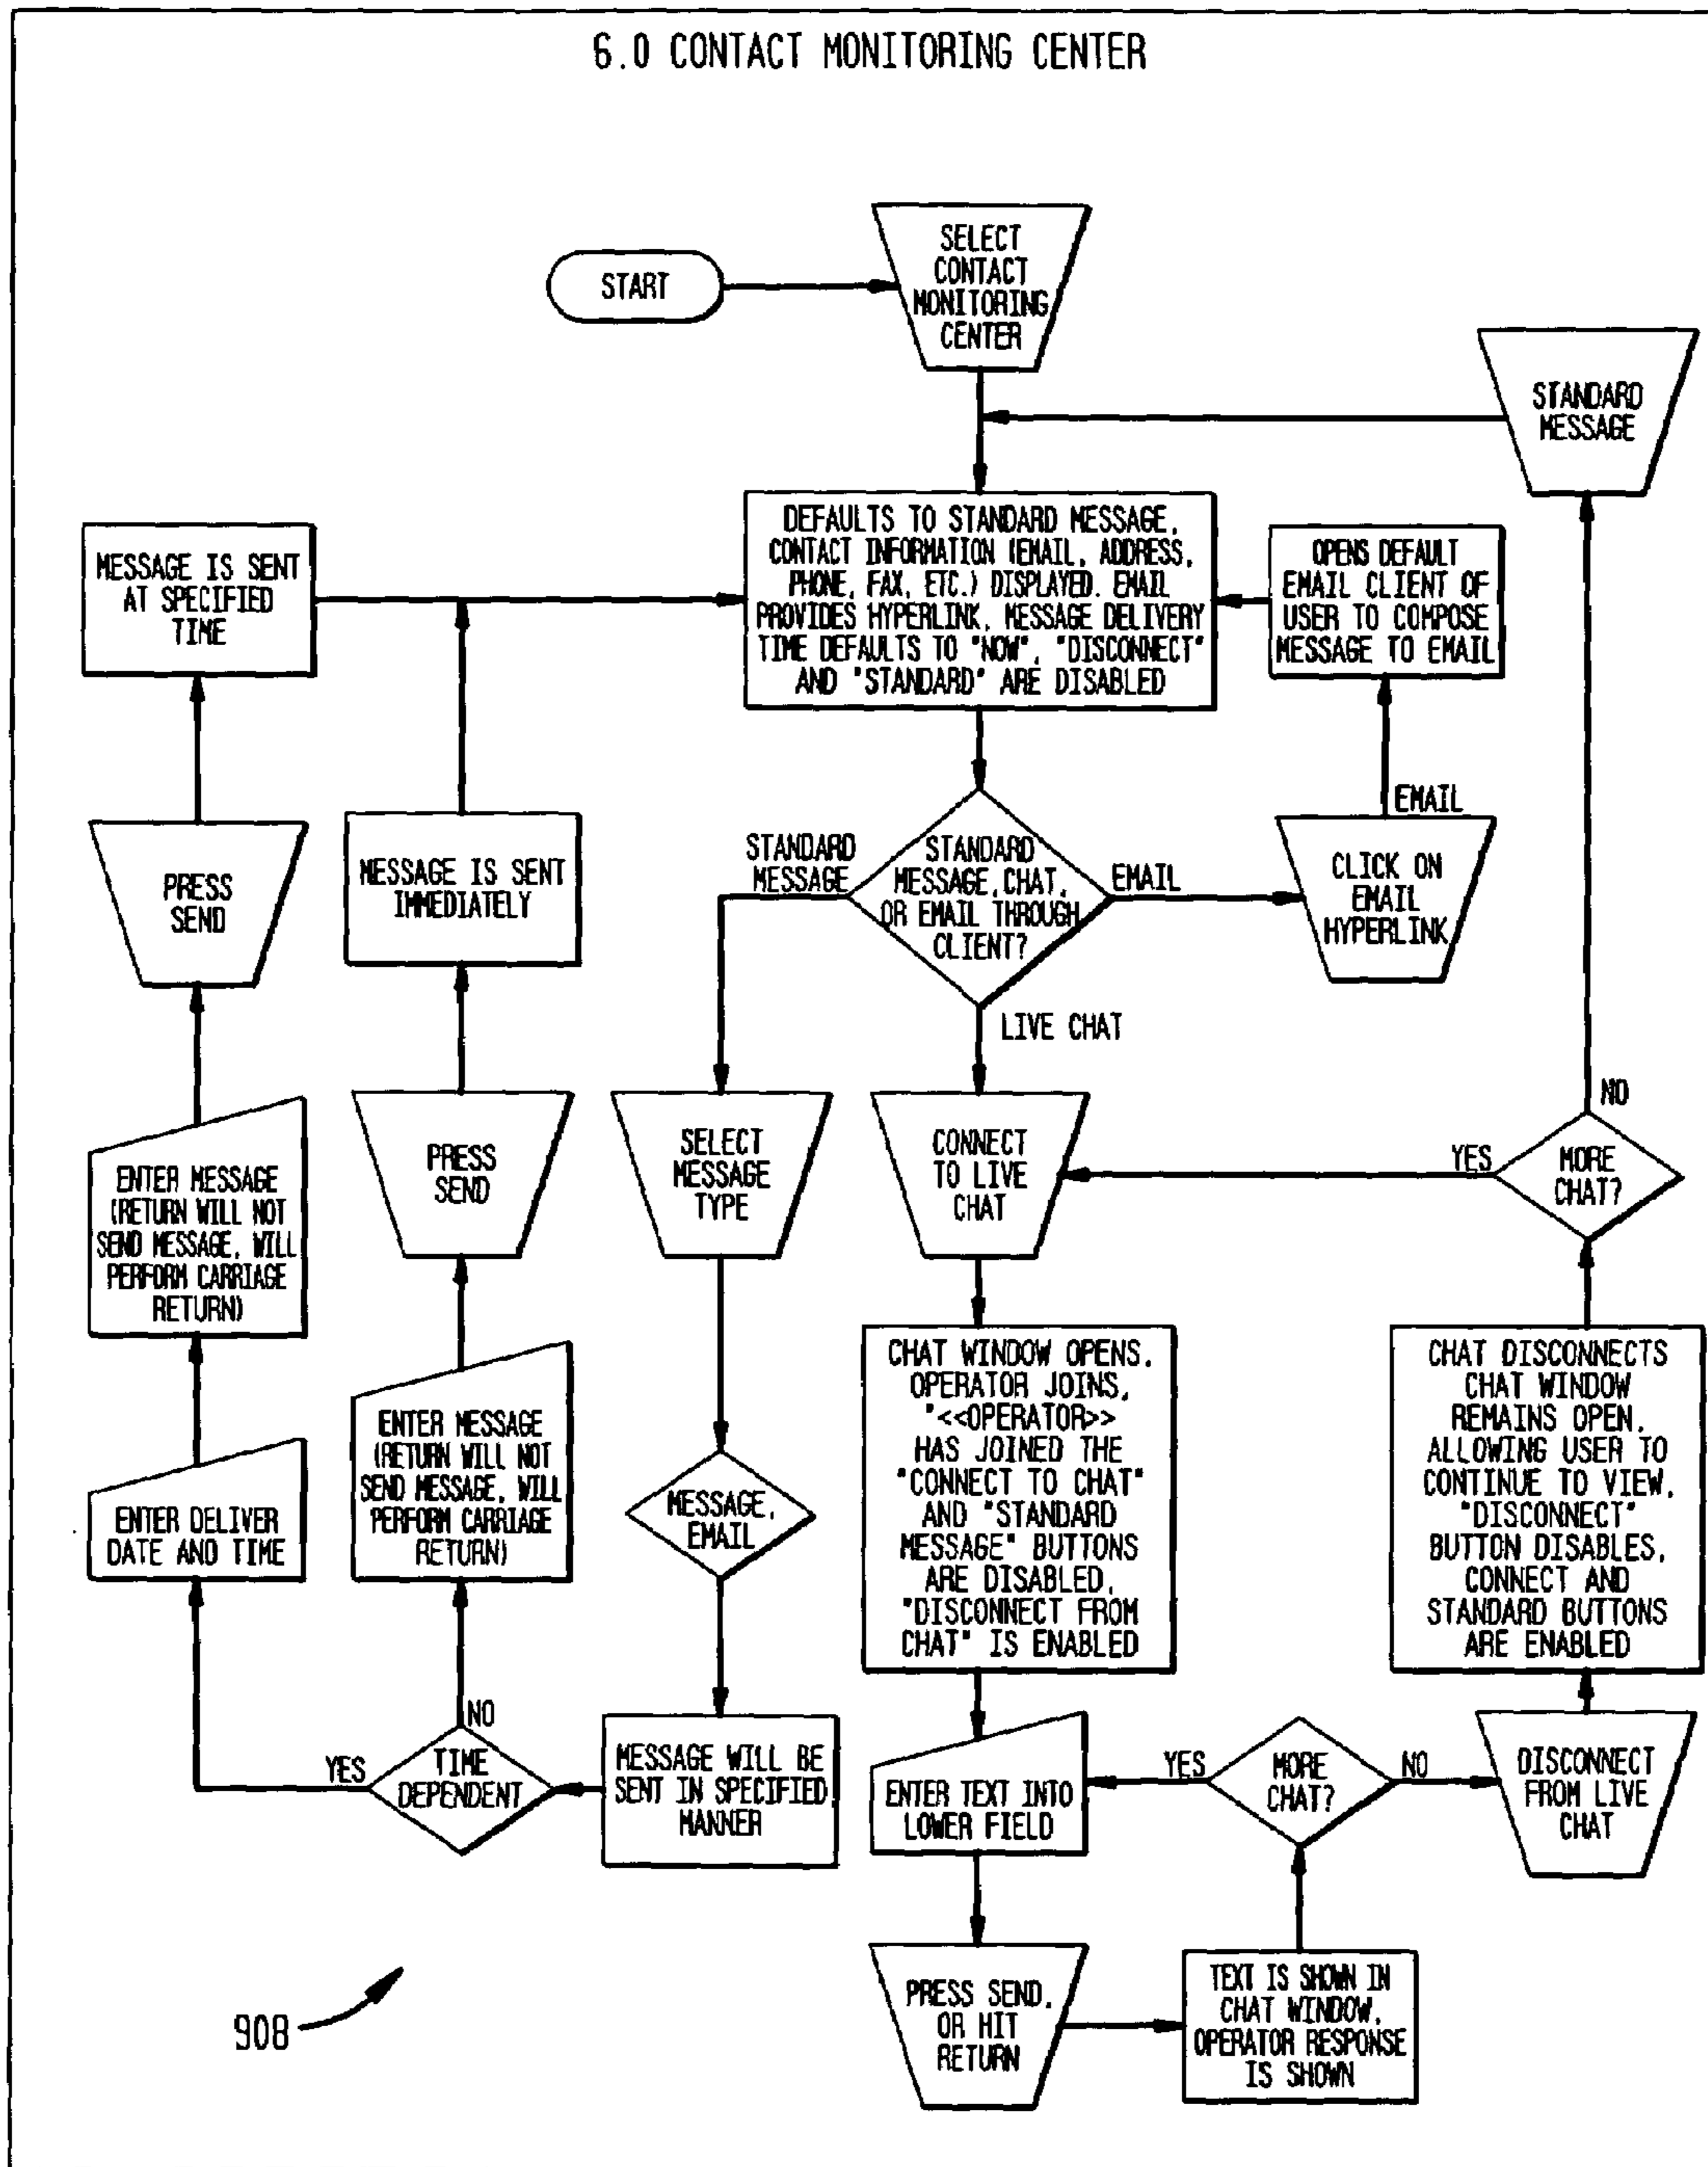 6.0 CONTACT MONITORING CENTER
START
SELECT
CONTACT
MONITORING
CENTER
STANDARD
MESSAGE
MESSAGE IS SENT
AT SPECIFIED
TIME
DEFAULTS TO STANDARD MESSAGE,
CONTACT INFORMATION (EMAIL, ADDRESS,
PHONE, FAX, ETC.) DISPLAYED. EMAIL
PROVIDES HYPERLINK, MESSAGE DELIVERY
TIME DEFAULTS TO "NOW", "DISCONNECT"
AND "STANDARD" ARE DISABLED
OPENS DEFAULT
EMAIL CLIENT OF
USER TO COMPOSE
MESSAGE TO EMAIL
EMAIL
PRESS
SEND
MESSAGE IS SENT
IMMEDIATELY
STANDARD
MESSAGE
STANDARD
MESSAGE, CHAT,
OR EMAIL THROUGH
CLIENT?
EMAIL
CLICK ON
EMAIL
HYPERLINK
LIVE CHAT
ENTER MESSAGE
(RETURN WILL NOT
SEND MESSAGE, WILL
PERFORM CARRIAGE
RETURN)
PRESS
SEND
SELECT
MESSAGE
TYPE
CONNECT
TO LIVE
CHAT
YES
MORE
CHAT?
NO
ENTER DELIVER
DATE AND TIME
ENTER MESSAGE
(RETURN WILL NOT
SEND MESSAGE, WILL
PERFORM CARRIAGE
RETURN)
MESSAGE,
EMAIL
CHAT WINDOW OPENS,
OPERATOR JOINS,
"<<OPERATOR>>
HAS JOINED THE
"CONNECT TO CHAT"
AND "STANDARD
MESSAGE" BUTTONS
ARE DISABLED,
"DISCONNECT FROM
CHAT" IS ENABLED
CHAT DISCONNECTS
CHAT WINDOW
REMAINS OPEN,
ALLOWING USER TO
CONTINUE TO VIEW,
"DISCONNECT"
BUTTON DISABLES,
CONNECT AND
STANDARD BUTTONS
ARE ENABLED
YES
NO
TIME
DEPENDENT
MESSAGE WILL BE
SENT IN SPECIFIED
MANNER
ENTER TEXT INTO
LOWER FIELD
YES
MORE
CHAT?
NO
DISCONNECT
FROM LIVE
CHAT
PRESS SEND,
OR HIT
RETURN
TEXT IS SHOWN IN
CHAT WINDOW,
OPERATOR RESPONSE
IS SHOWN
908